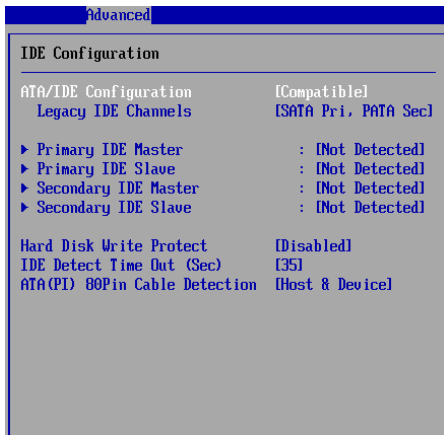 Advanced
IDE Configuration
ATA/IDE Configuration [Compatible]
Legacy IDE Channels [SATA Pri, PATA Sec]
▶ Primary IDE Master : [Not Detected]
▶ Primary IDE Slave : [Not Detected]
▶ Secondary IDE Master : [Not Detected]
▶ Secondary IDE Slave : [Not Detected]
Hard Disk Write Protect [Disabled]
IDE Detect Time Out (Sec) [35]
ATA(PI) 80Pin Cable Detection [Host & Device]